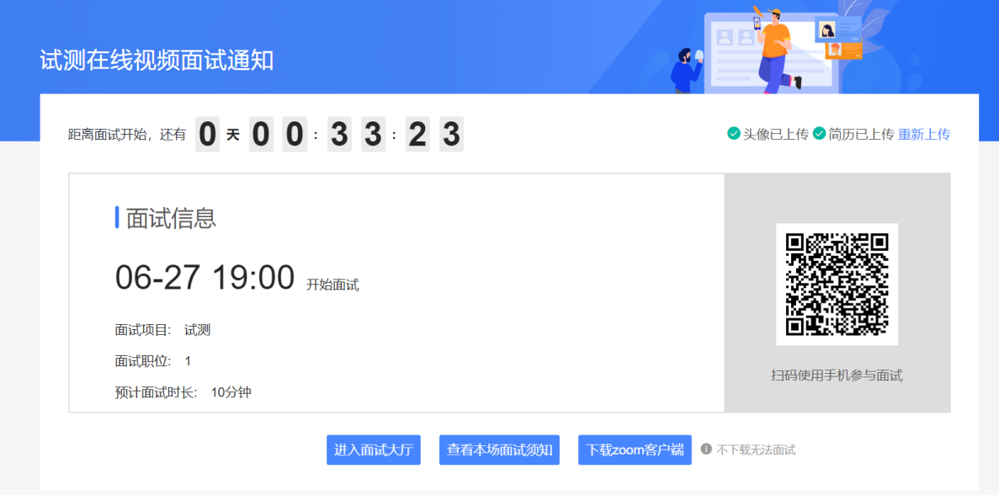 试测在线视频面试通知
距离面试开始，还有 0 天 0 0 : 3 3 : 2 3
头像已上传 简历已上传 重新上传
面试信息
06-27 19:00 开始面试
面试项目: 试测
面试职位: 1
预计面试时长: 10分钟
扫码使用手机参与面试
进入面试大厅 查看本场面试须知 下载zoom客户端 不下载无法面试